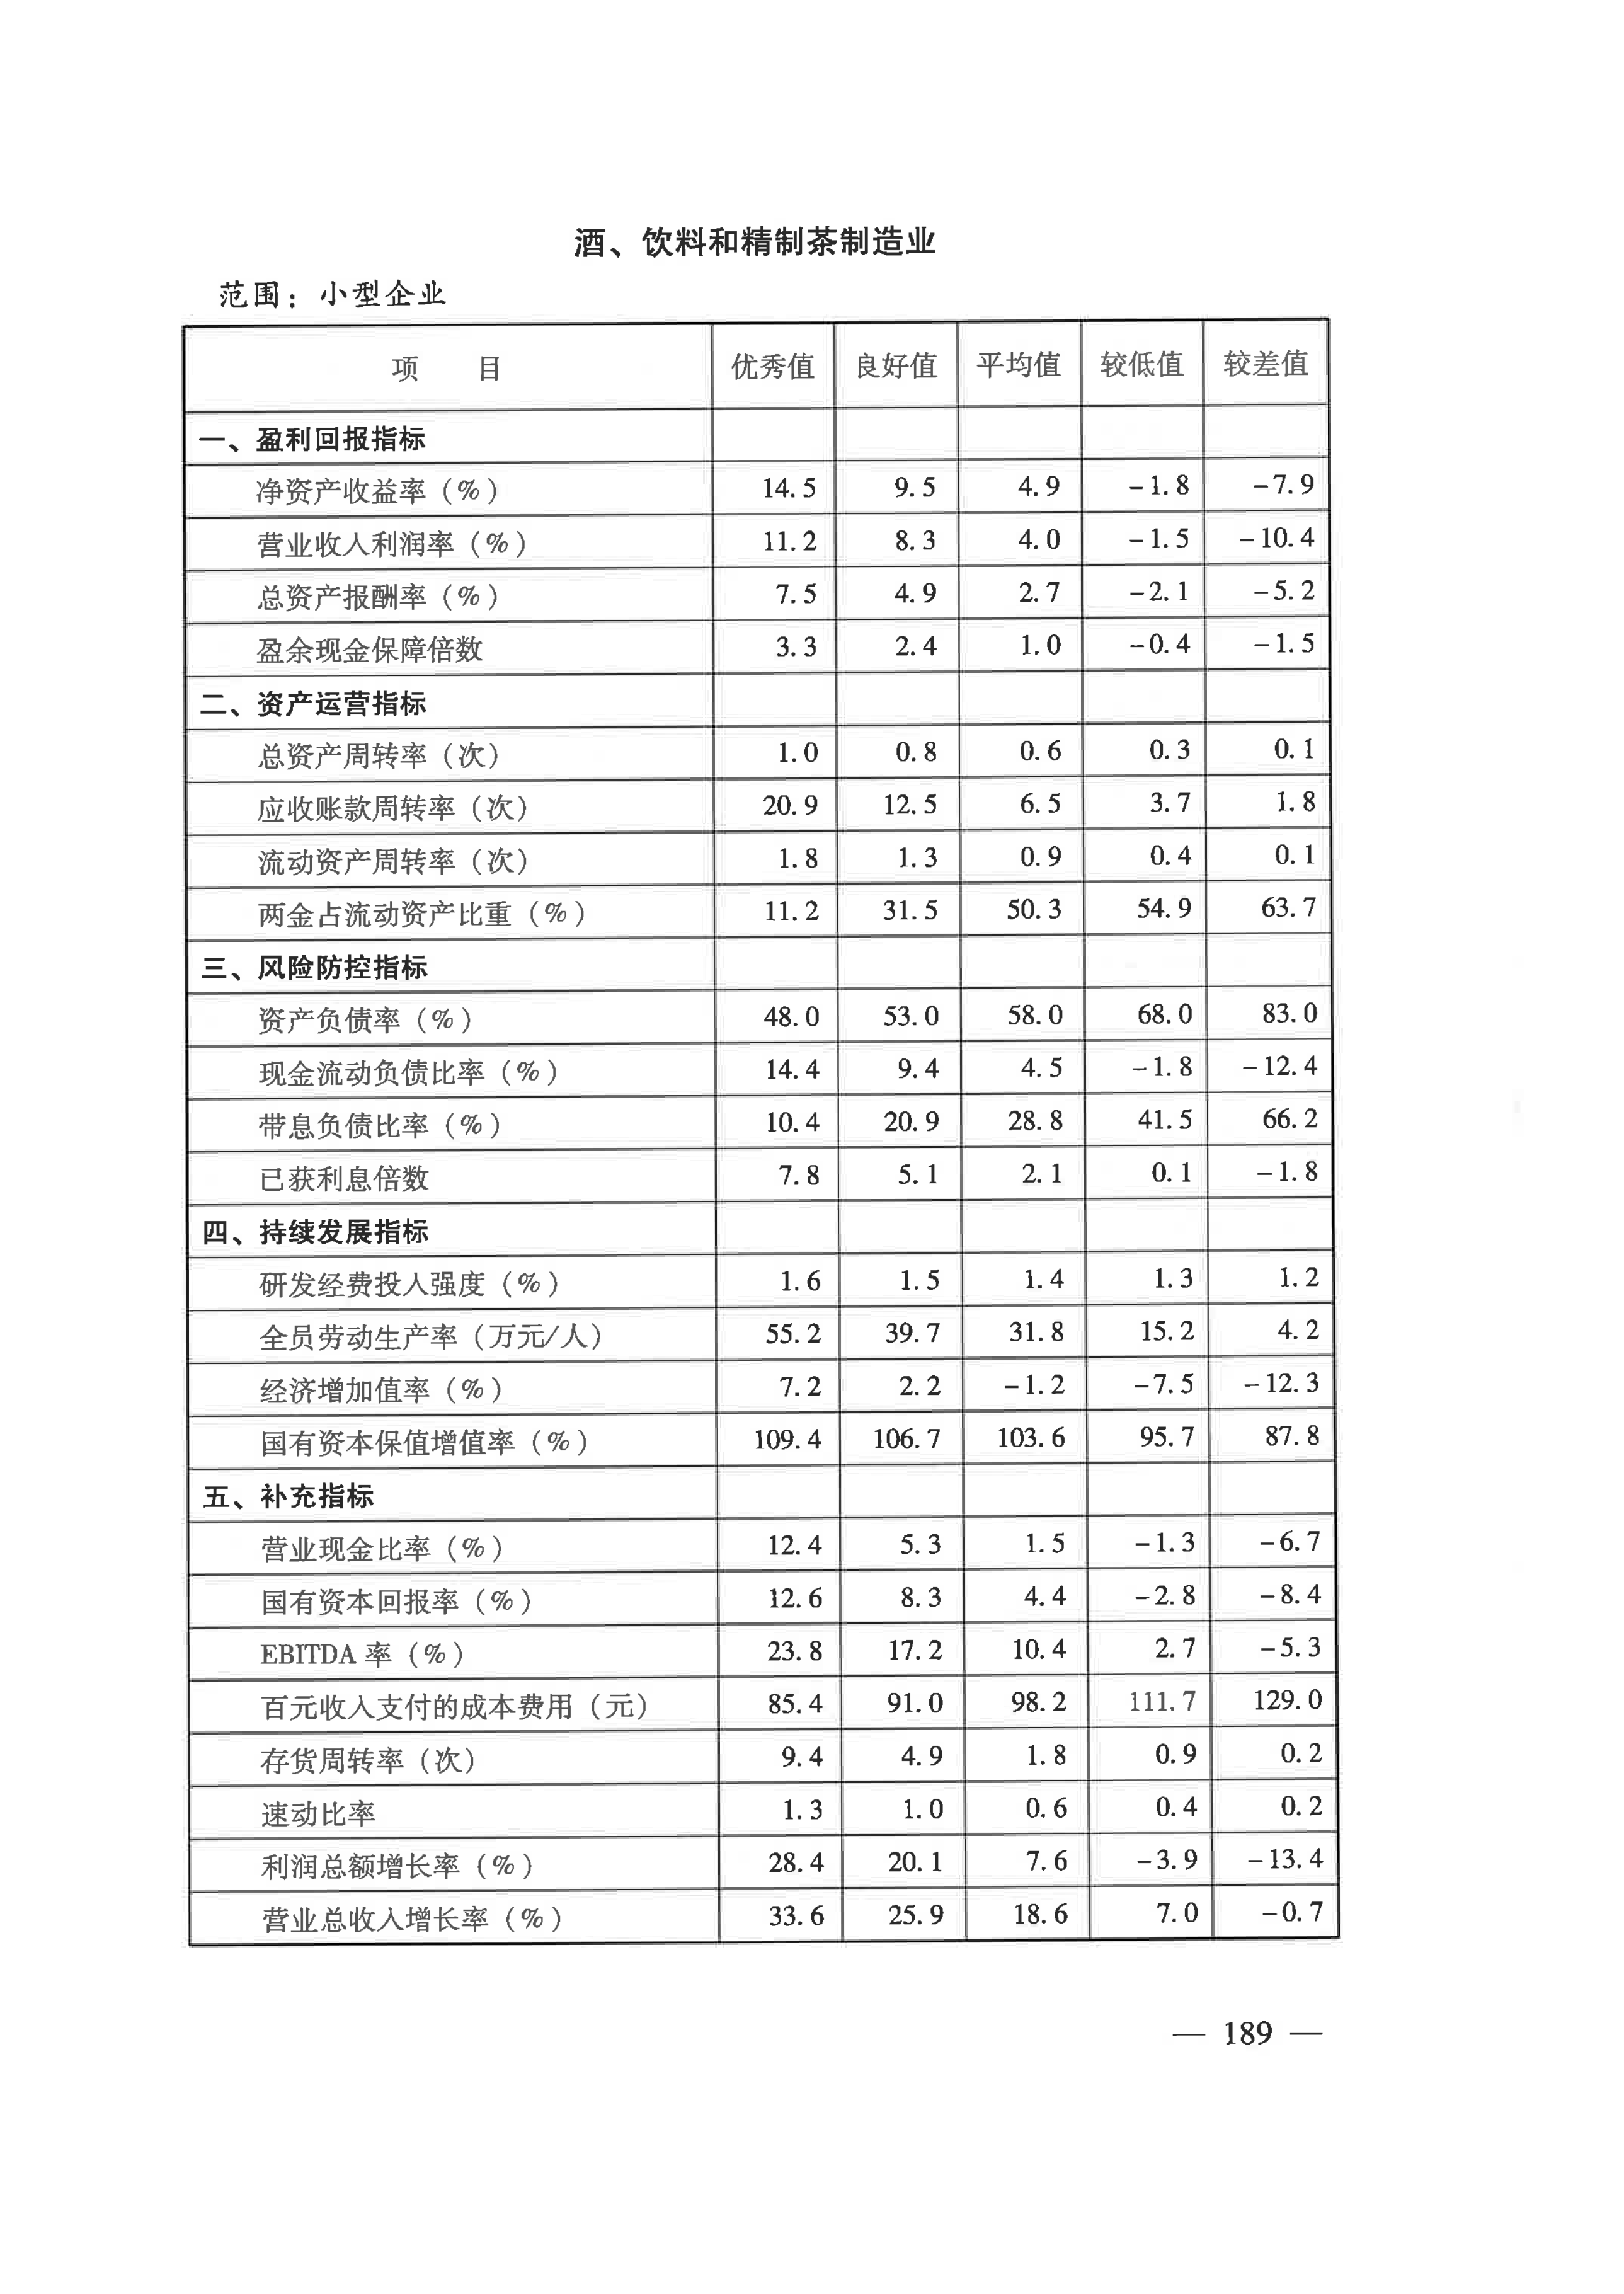 酒、饮料和精制茶制造业
范围：小型企业
项 目 优秀值 良好值 平均值 较低值 较差值
一、盈利回报指标
净资产收益率（%） 14.5 9.5 4.9 -1.8 -7.9
营业收入利润率（%） 11.2 8.3 4.0 -1.5 -10.4
总资产报酬率（%） 7.5 4.9 2.7 -2.1 -5.2
盈余现金保障倍数 3.3 2.4 1.0 -0.4 -1.5
二、资产运营指标
总资产周转率（次） 1.0 0.8 0.6 0.3 0.1
应收账款周转率（次） 20.9 12.5 6.5 3.7 1.8
流动资产周转率（次） 1.8 1.3 0.9 0.4 0.1
两金占流动资产比重（%） 11.2 31.5 50.3 54.9 63.7
三、风险防控指标
资产负债率（%） 48.0 53.0 58.0 68.0 83.0
现金流动负债比率（%） 14.4 9.4 4.5 -1.8 -12.4
带息负债比率（%） 10.4 20.9 28.8 41.5 66.2
已获利息倍数 7.8 5.1 2.1 0.1 -1.8
四、持续发展指标
研发经费投入强度（%） 1.6 1.5 1.4 1.3 1.2
全员劳动生产率（万元/人） 55.2 39.7 31.8 15.2 4.2
经济增加值率（%） 7.2 2.2 -1.2 -7.5 -12.3
国有资本保值增值率（%） 109.4 106.7 103.6 95.7 87.8
五、补充指标
营业现金比率（%） 12.4 5.3 1.5 -1.3 -6.7
国有资本回报率（%） 12.6 8.3 4.4 -2.8 -8.4
EBITDA 率（%） 23.8 17.2 10.4 2.7 -5.3
百元收入支付的成本费用（元） 85.4 91.0 98.2 111.7 129.0
存货周转率（次） 9.4 4.9 1.8 0.9 0.2
速动比率 1.3 1.0 0.6 0.4 0.2
利润总额增长率（%） 28.4 20.1 7.6 -3.9 -13.4
营业总收入增长率（%） 33.6 25.9 18.6 7.0 -0.7
— 189 —